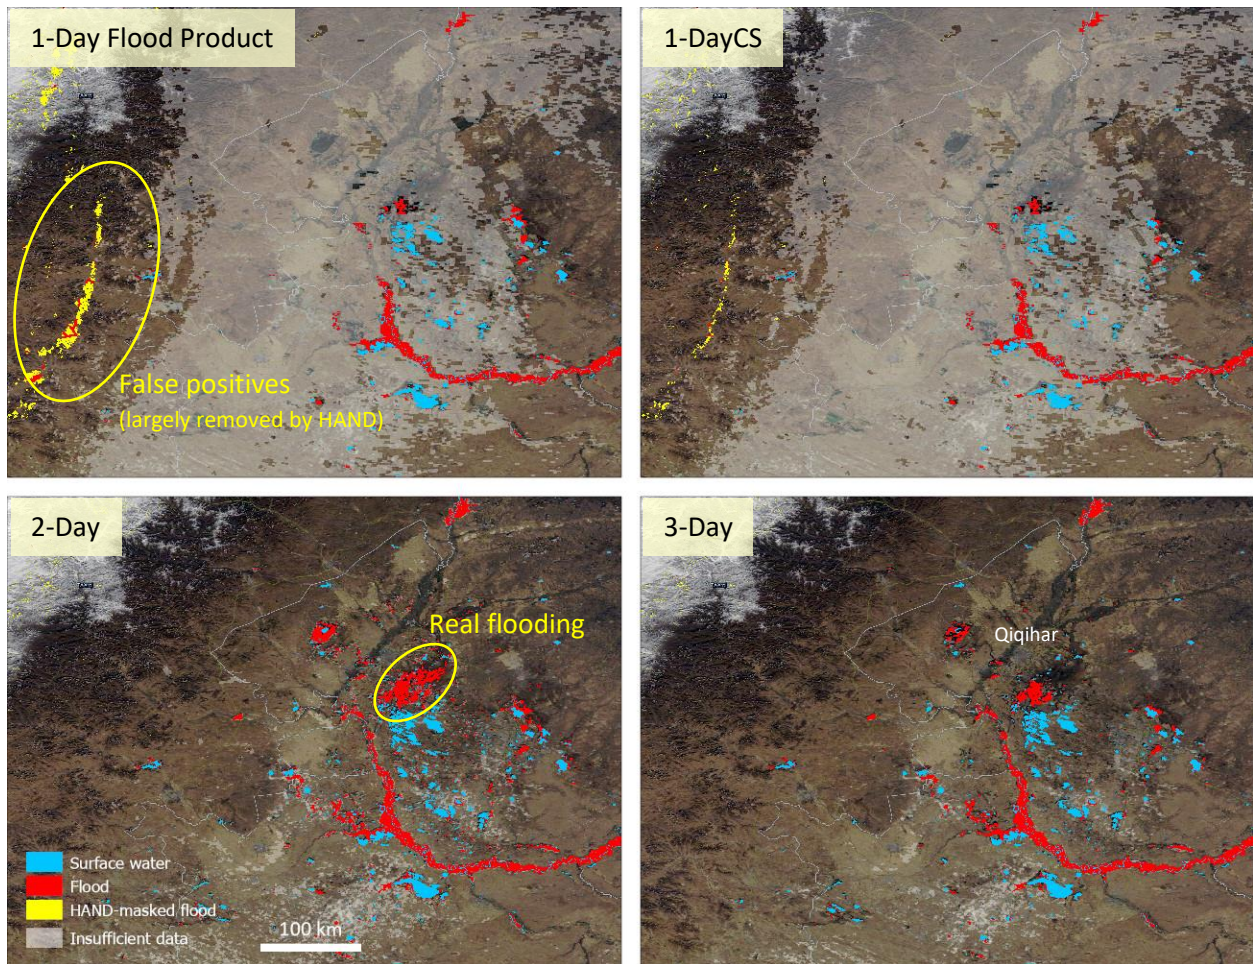 1-Day Flood Product
1-DayCS
False positives
(largely removed by HAND)
2-Day
3-Day
Real flooding
Qiqihar
Surface water
Flood
HAND-masked flood
Insufficient data
100 km